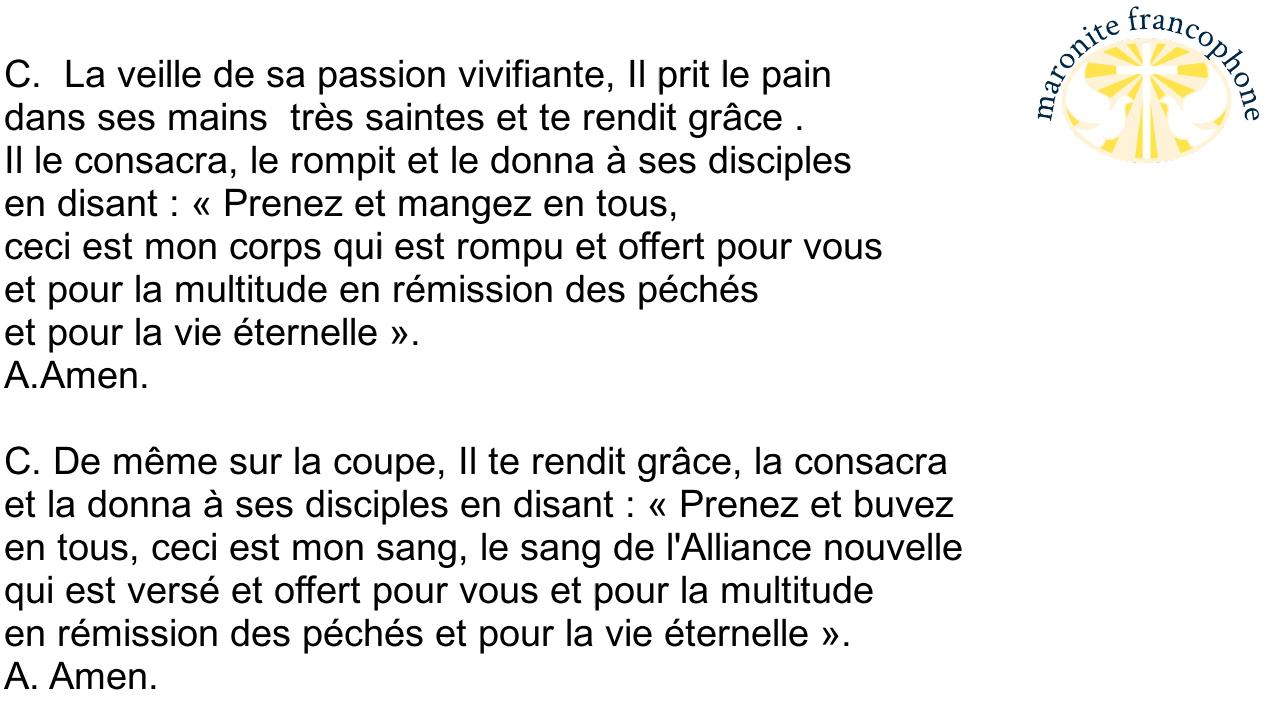 maronite francophone
C.  La veille de sa passion vivifiante, Il prit le pain
dans ses mains  très saintes et te rendit grâce .
Il le consacra, le rompit et le donna à ses disciples
en disant : « Prenez et mangez en tous,
ceci est mon corps qui est rompu et offert pour vous
et pour la multitude en rémission des péchés
et pour la vie éternelle ».
A.Amen.
C. De même sur la coupe, Il te rendit grâce, la consacra
et la donna à ses disciples en disant : « Prenez et buvez
en tous, ceci est mon sang, le sang de l'Alliance nouvelle
qui est versé et offert pour vous et pour la multitude
en rémission des péchés et pour la vie éternelle ».
A. Amen.